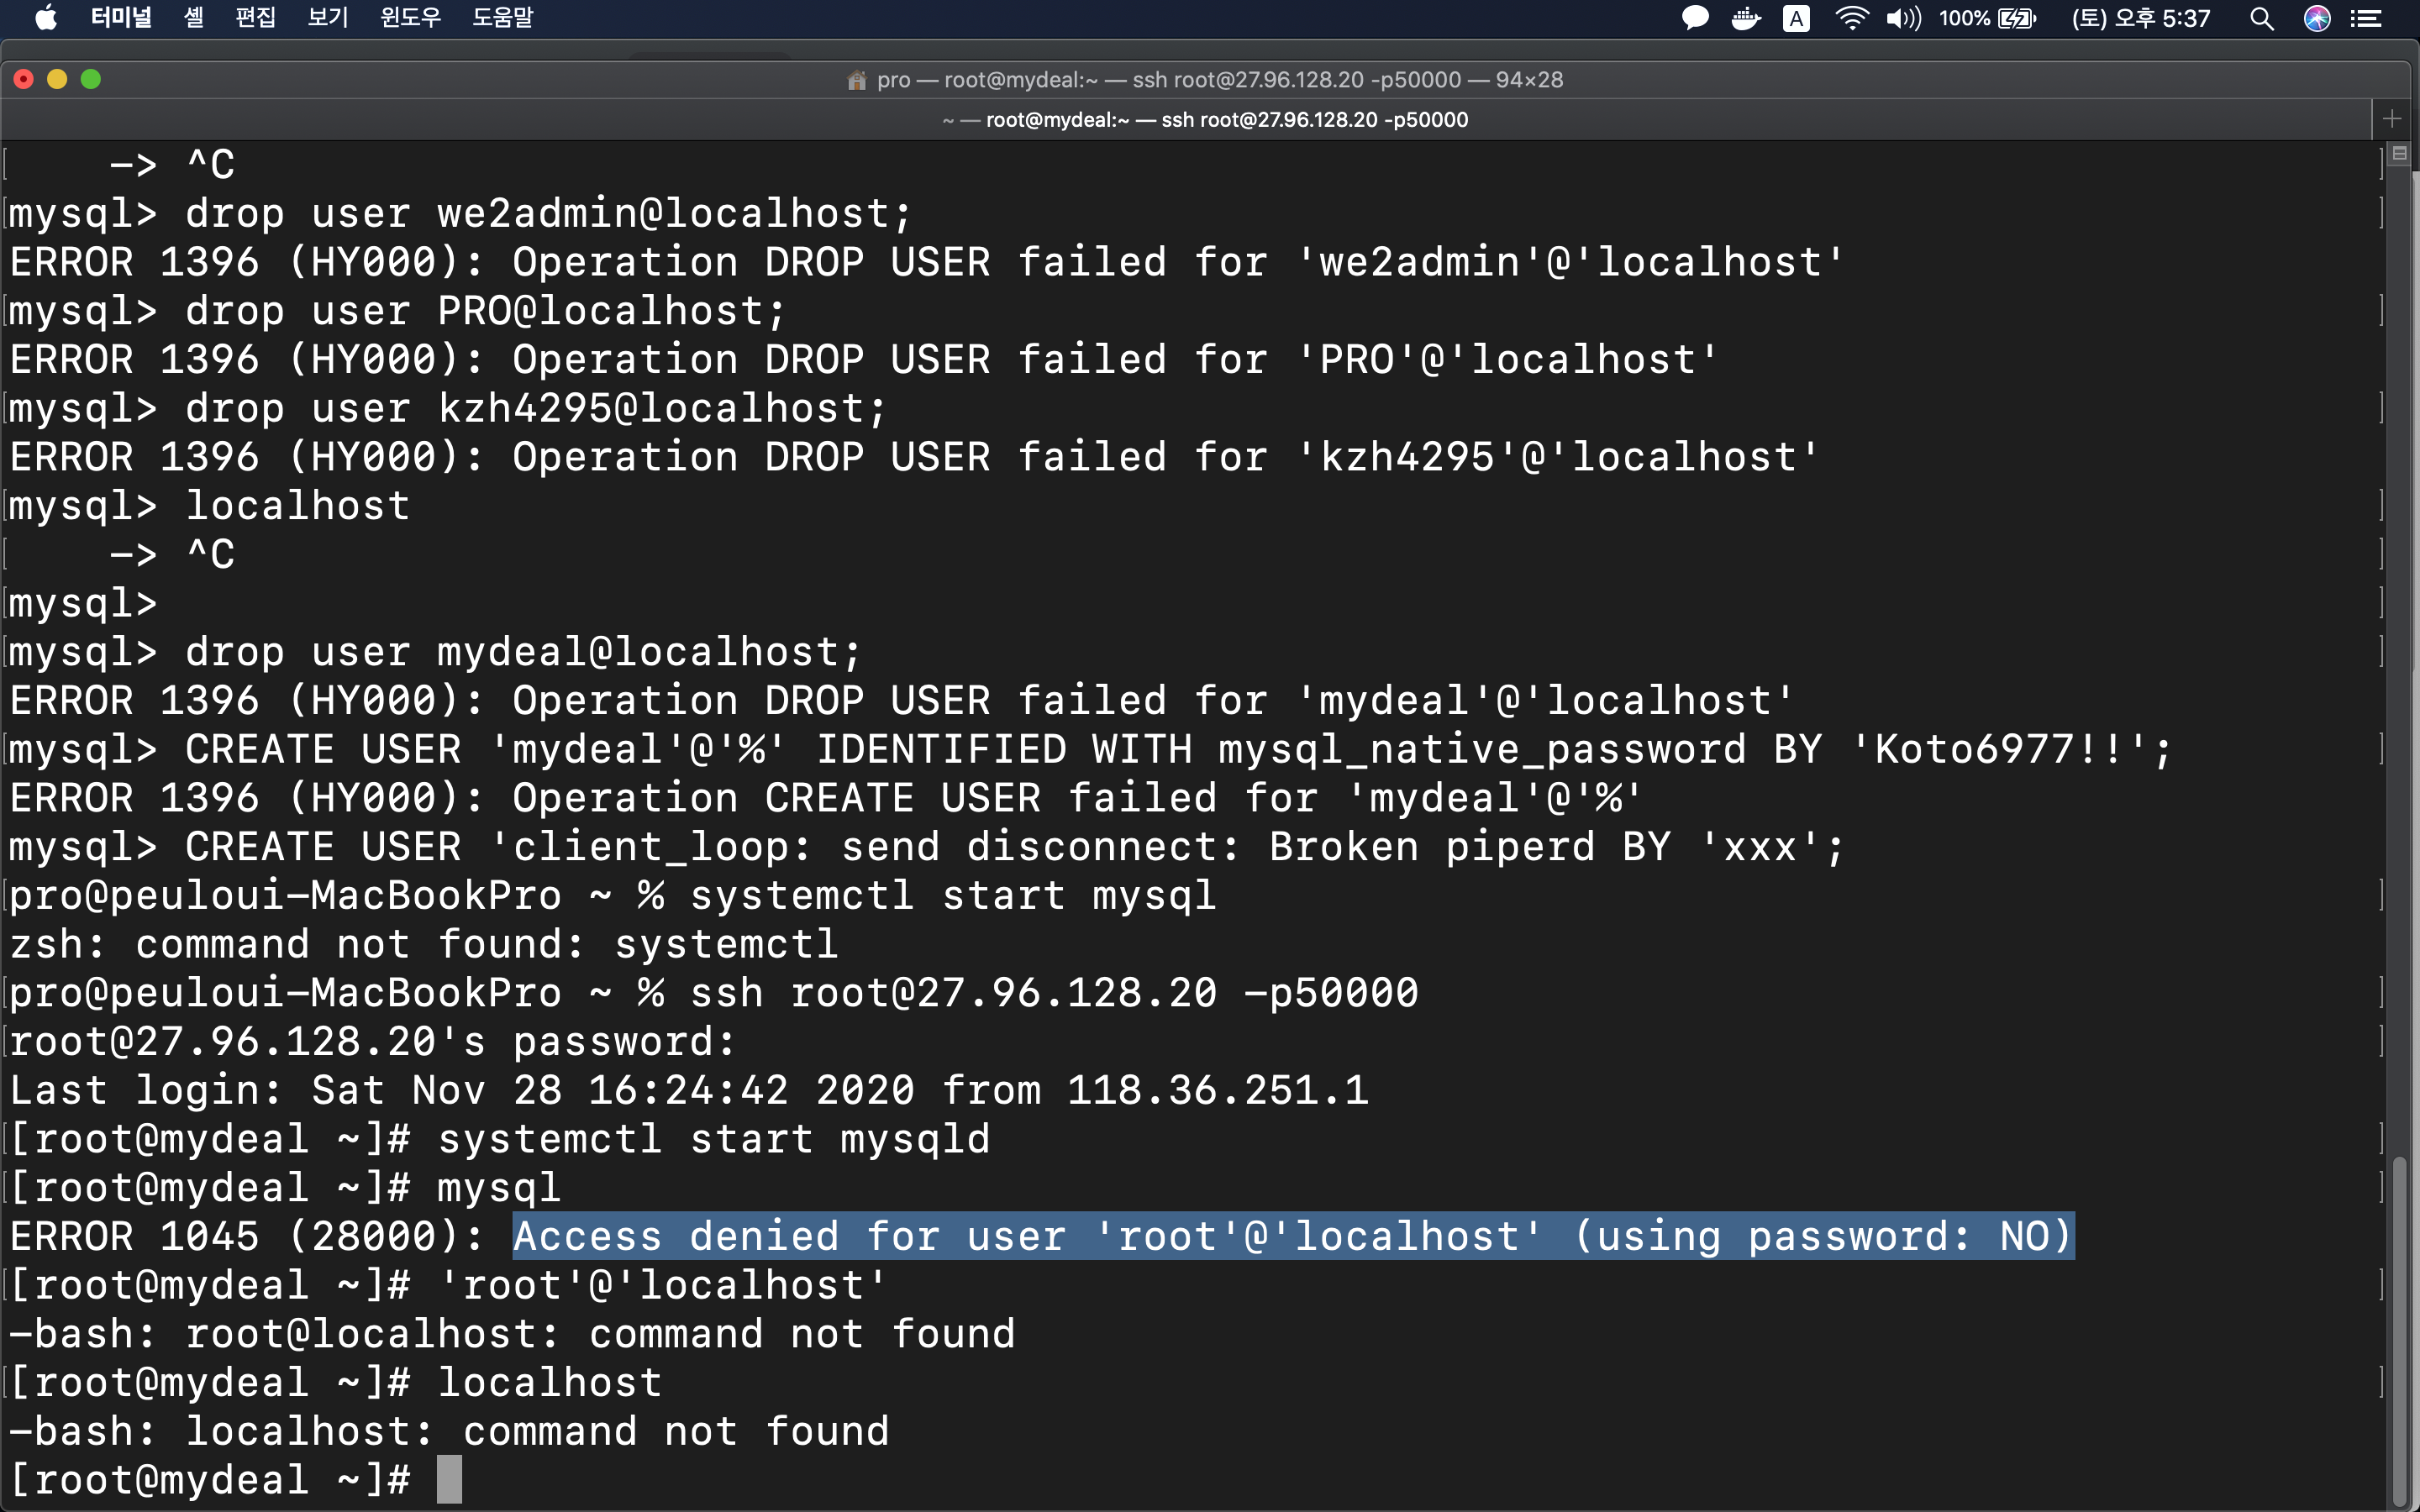 터미널 셸 편집 보기 윈도우 도움말 A 100% (토) 오후 5:37
pro — root@mydeal:~ — ssh root@27.96.128.20 -p50000 — 94×28
~ — root@mydeal:~ — ssh root@27.96.128.20 -p50000
-> ^C
mysql> drop user we2admin@localhost;
ERROR 1396 (HY000): Operation DROP USER failed for 'we2admin'@'localhost'
mysql> drop user PRO@localhost;
ERROR 1396 (HY000): Operation DROP USER failed for 'PRO'@'localhost'
mysql> drop user kzh4295@localhost;
ERROR 1396 (HY000): Operation DROP USER failed for 'kzh4295'@'localhost'
mysql> localhost
-> ^C
mysql>
mysql> drop user mydeal@localhost;
ERROR 1396 (HY000): Operation DROP USER failed for 'mydeal'@'localhost'
mysql> CREATE USER 'mydeal'@'%' IDENTIFIED WITH mysql_native_password BY 'Koto6977!!';
ERROR 1396 (HY000): Operation CREATE USER failed for 'mydeal'@'%'
mysql> CREATE USER 'client_loop: send disconnect: Broken piperd BY 'xxx';
pro@peuloui-MacBookPro ~ % systemctl start mysql
zsh: command not found: systemctl
pro@peuloui-MacBookPro ~ % ssh root@27.96.128.20 -p50000
root@27.96.128.20's password:
Last login: Sat Nov 28 16:24:42 2020 from 118.36.251.1
[root@mydeal ~]# systemctl start mysqld
[root@mydeal ~]# mysql
ERROR 1045 (28000): Access denied for user 'root'@'localhost' (using password: NO)
[root@mydeal ~]# 'root'@'localhost'
-bash: root@localhost: command not found
[root@mydeal ~]# localhost
-bash: localhost: command not found
[root@mydeal ~]#